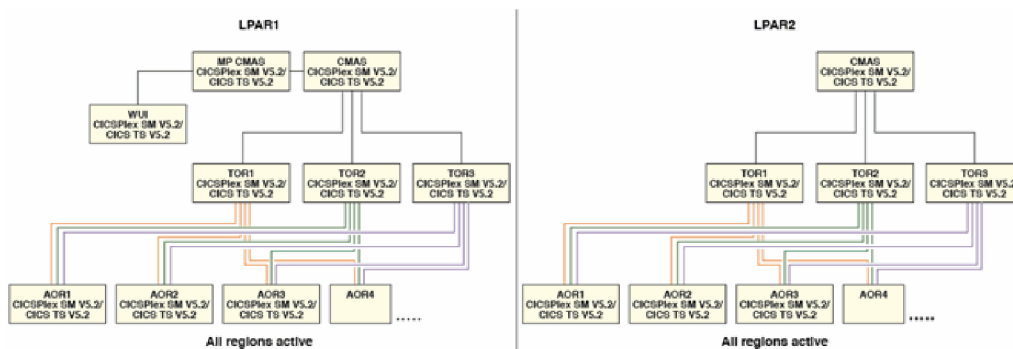 LPAR1
MP CMAS
CICSPlex SM V5.2/
CICS TS V5.2
CMAS
CICSPlex SM V5.2/
CICS TS V5.2
WUI
CICSPlex SM V5.2/
CICS TS V5.2
TOR1
CICSPlex SM V5.2/
CICS TS V5.2
TOR2
CICSPlex SM V5.2/
CICS TS V5.2
TOR3
CICSPlex SM V5.2/
CICS TS V5.2
AOR1
CICSPlex SM V5.2/
CICS TS V5.2
AOR2
CICSPlex SM V5.2/
CICS TS V5.2
AOR3
CICSPlex SM V5.2/
CICS TS V5.2
AOR4
.....
All regions active
LPAR2
CMAS
CICSPlex SM V5.2/
CICS TS V5.2
TOR1
CICSPlex SM V5.2/
CICS TS V5.2
TOR2
CICSPlex SM V5.2/
CICS TS V5.2
TOR3
CICSPlex SM V5.2/
CICS TS V5.2
AOR1
CICSPlex SM V5.2/
CICS TS V5.2
AOR2
CICSPlex SM V5.2/
CICS TS V5.2
AOR3
CICSPlex SM V5.2/
CICS TS V5.2
AOR4
.....
All regions active